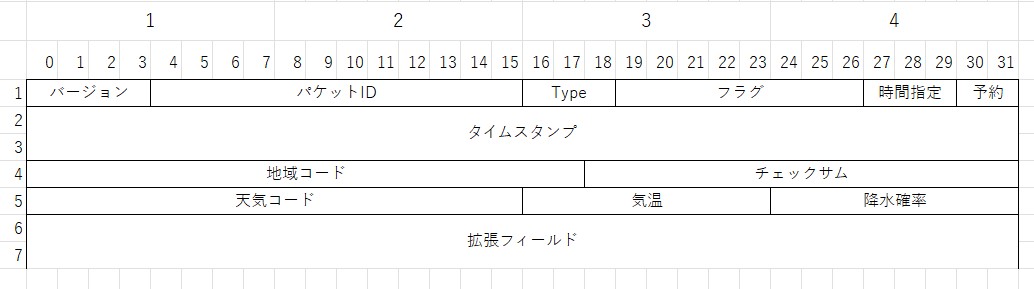 1 2 3 4
0 1 2 3 4 5 6 7 8 9 10 11 12 13 14 15 16 17 18 19 20 21 22 23 24 25 26 27 28 29 30 31
1 バージョン パケットID Type フラグ 時間指定 予約
2
タイムスタンプ
3
4 地域コード チェックサム
5 天気コード 気温 降水確率
6
拡張フィールド
7